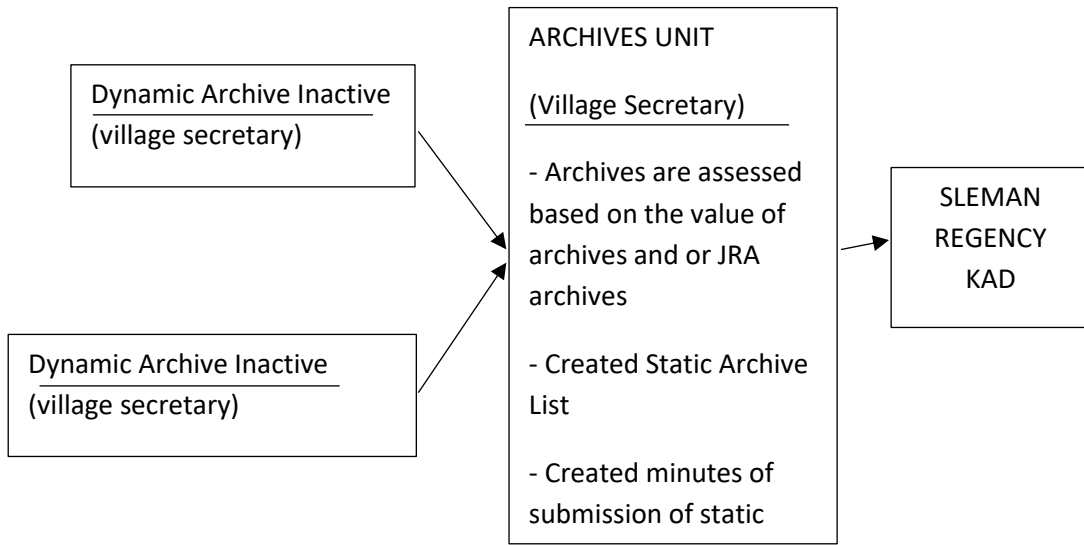 Dynamic Archive Inactive
(village secretary)
Dynamic Archive Inactive
(village secretary)
ARCHIVES UNIT
(Village Secretary)
- Archives are assessed
based on the value of
archives and or JRA
archives
- Created Static Archive
List
- Created minutes of
submission of static
SLEMAN
REGENCY
KAD